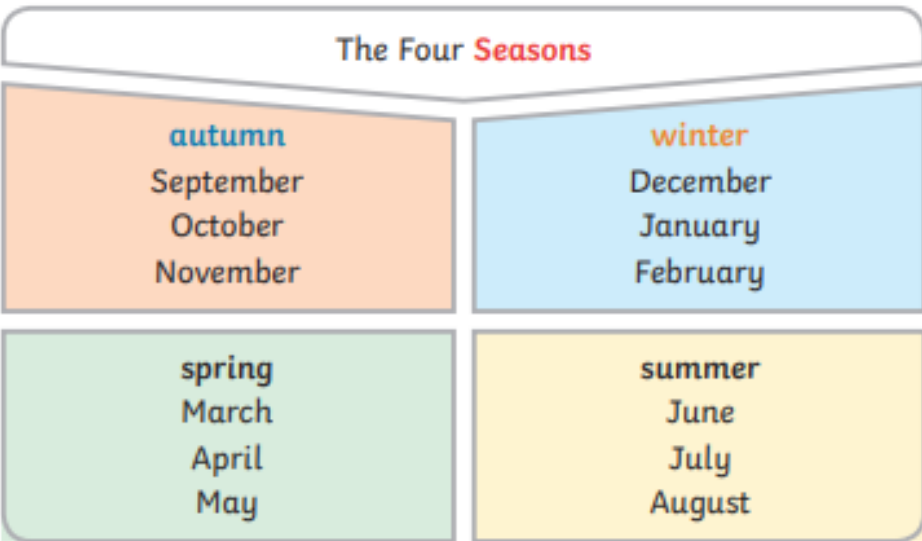 The Four Seasons
autumn
September
October
November
winter
December
January
February
spring
March
April
May
summer
June
July
August